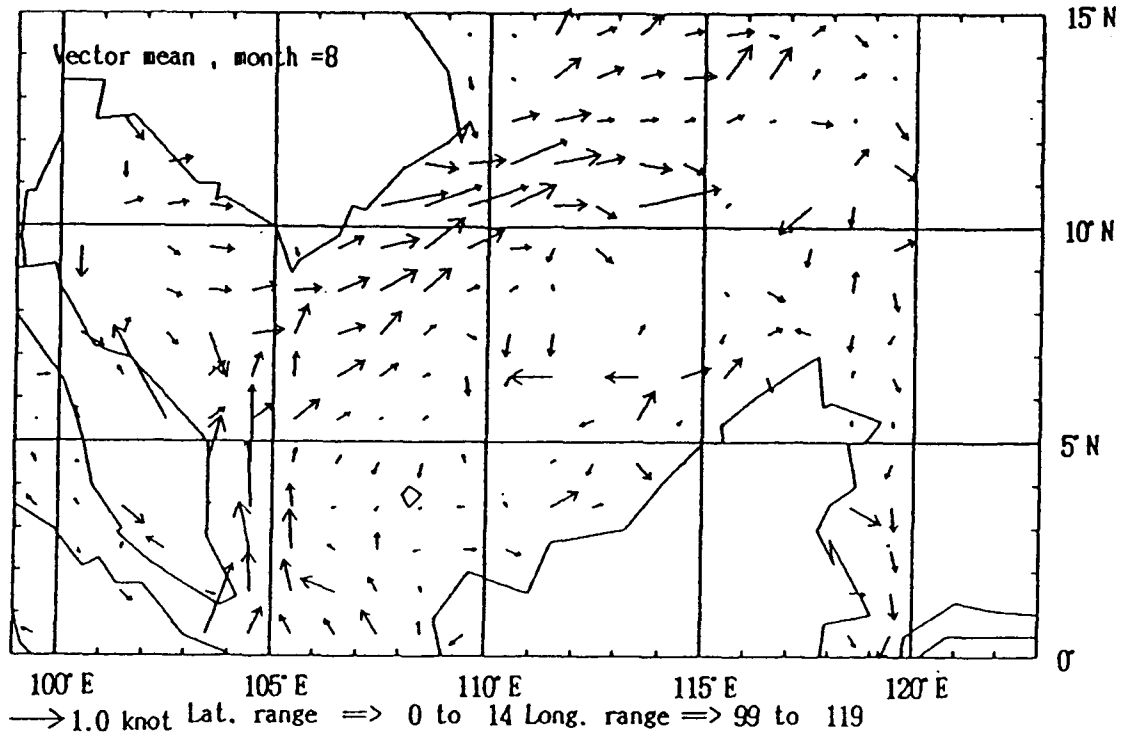 Vector mean , month =8
15° N
10° N
5° N
0°
100° E 105° E 110° E 115° E 120° E
1.0 knot Lat. range => 0 to 14 Long. range => 99 to 119